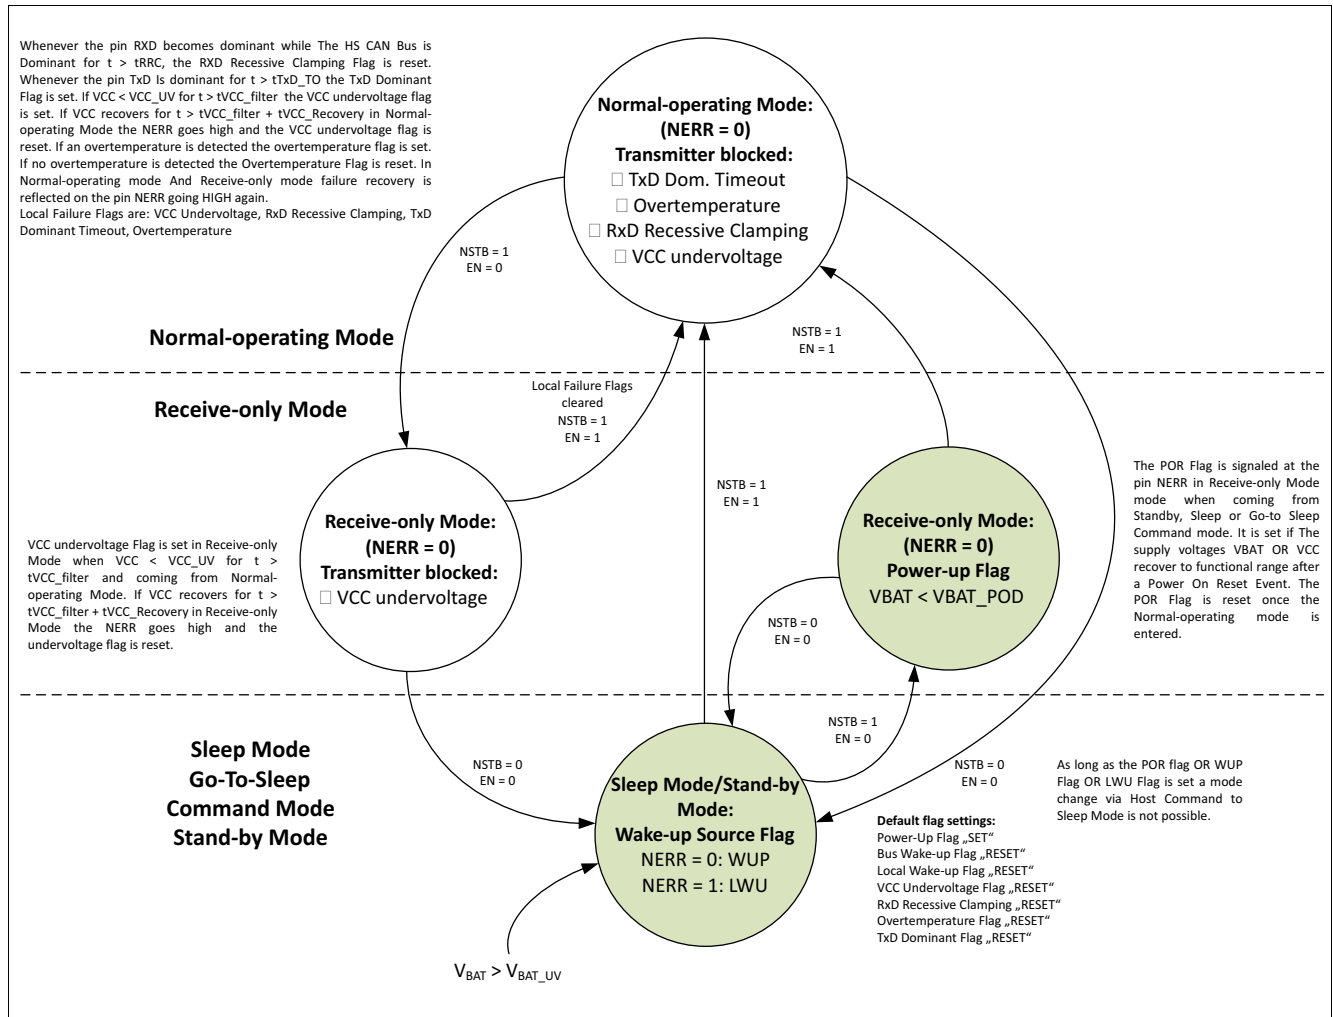 Whenever the pin RXD becomes dominant while The HS CAN Bus is
Dominant for t > tRRC, the RXD Recessive Clamping Flag is reset.
Whenever the pin TxD Is dominant for t > tTxD_TO the TxD Dominant
Flag is set. If VCC < VCC_UV for t > tVCC_filter the VCC undervoltage flag
is set. If VCC recovers for t > tVCC_filter + tVCC_Recovery in Normal-
operating Mode the NERR goes high and the VCC undervoltage flag is
reset. If an overtemperature is detected the overtemperature flag is set.
If no overtemperature is detected the Overtemperature Flag is reset. In
Normal-operating mode And Receive-only mode failure recovery is
reflected on the pin NERR going HIGH again.
Local Failure Flags are: VCC Undervoltage, RxD Recessive Clamping, TxD
Dominant Timeout, Overtemperature
Normal-operating Mode:
(NERR = 0)
Transmitter blocked:
□ TxD Dom. Timeout
□ Overtemperature
□ RxD Recessive Clamping
□ VCC undervoltage
NSTB = 1
EN = 0
Normal-operating Mode
NSTB = 1
EN = 1
Receive-only Mode
Local Failure Flags
cleared
NSTB = 1
EN = 1
NSTB = 1
EN = 1
Receive-only Mode:
(NERR = 0)
Transmitter blocked:
□ VCC undervoltage
Receive-only Mode:
(NERR = 0)
Power-up Flag
VBAT < VBAT_POD
The POR Flag is signaled at the
pin NERR in Receive-only Mode
mode when coming from
Standby, Sleep or Go-to Sleep
Command mode. It is set if The
supply voltages VBAT OR VCC
recover to functional range after
a Power On Reset Event. The
POR Flag is reset once the
Normal-operating mode is
entered.
VCC undervoltage Flag is set in Receive-only
Mode when VCC < VCC_UV for t >
tVCC_filter and coming from Normal-
operating Mode. If VCC recovers for t >
tVCC_filter + tVCC_Recovery in Receive-only
Mode the NERR goes high and the
undervoltage flag is reset.
NSTB = 0
EN = 0
Sleep Mode
Go-To-Sleep
Command Mode
Stand-by Mode
NSTB = 0
EN = 0
NSTB = 1
EN = 0
NSTB = 0
EN = 0
Sleep Mode/Stand-by
Mode:
Wake-up Source Flag
NERR = 0: WUP
NERR = 1: LWU
As long as the POR flag OR WUP
Flag OR LWU Flag is set a mode
change via Host Command to
Sleep Mode is not possible.
Default flag settings:
Power-Up Flag „SET“
Bus Wake-up Flag „RESET“
Local Wake-up Flag „RESET“
VCC Undervoltage Flag „RESET“
RxD Recessive Clamping „RESET“
Overtemperature Flag „RESET“
TxD Dominant Flag „RESET“
VBAT > VBAT_UV